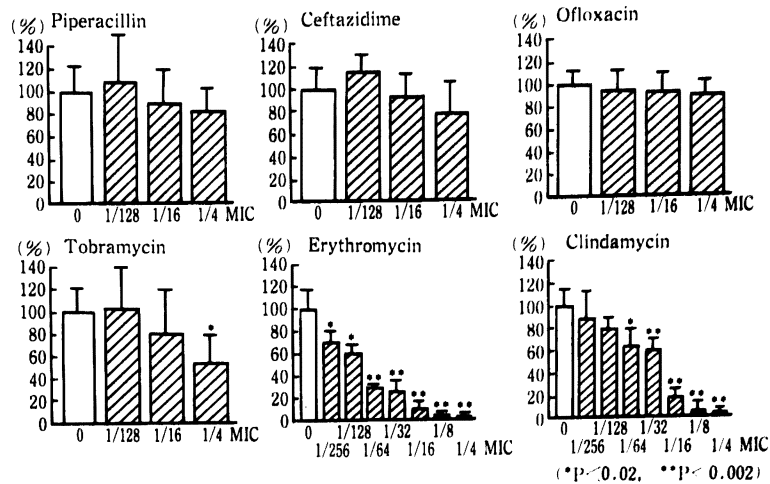 (%) Piperacillin
140
120
100
80
60
40
20
0
0 1/128 1/16 1/4 MIC
(%) Ceftazidime
140
120
100
80
60
40
20
0
0 1/128 1/16 1/4 MIC
(%) Ofloxacin
140
120
100
80
60
40
20
0
0 1/128 1/16 1/4 MIC
(%) Tobramycin
140
120
100
80
60
40
20
0
0 1/128 1/16 1/4 MIC
*
(%) Erythromycin
140
120
100
80
60
40
20
0
* * ** ** ** ** **
0 1/128 1/32 1/8
1/256 1/64 1/16 1/4 MIC
(%) Clindamycin
140
120
100
80
60
40
20
0
* ** ** ** **
0 1/128 1/32 1/8
1/256 1/64 1/16 1/4 MIC
(*P<0.02, **P<0.002)